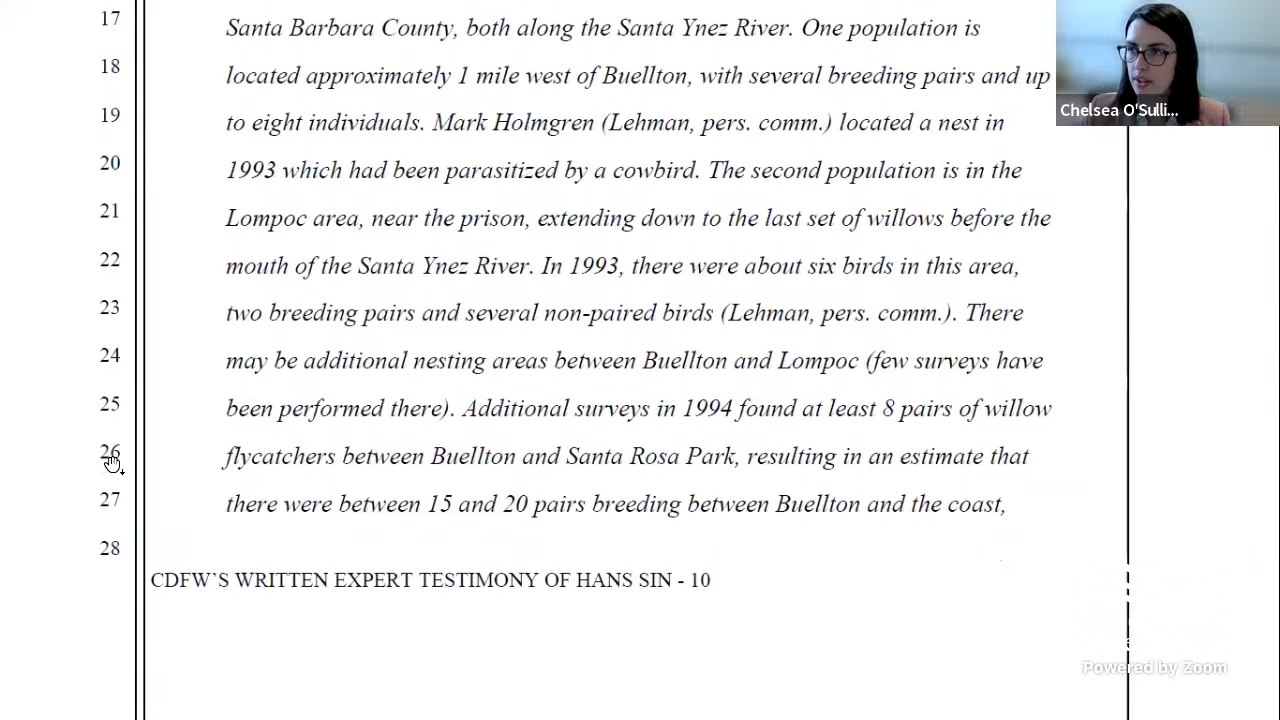 17 Santa Barbara County, both along the Santa Ynez River. One population is
18 located approximately 1 mile west of Buellton, with several breeding pairs and up
19 to eight individuals. Mark Holmgren (Lehman, pers. comm.) located a nest in
20 1993 which had been parasitized by a cowbird. The second population is in the
21 Lompoc area, near the prison, extending down to the last set of willows before the
22 mouth of the Santa Ynez River. In 1993, there were about six birds in this area,
23 two breeding pairs and several non-paired birds (Lehman, pers. comm.). There
24 may be additional nesting areas between Buellton and Lompoc (few surveys have
25 been performed there). Additional surveys in 1994 found at least 8 pairs of willow
26 flycatchers between Buellton and Santa Rosa Park, resulting in an estimate that
27 there were between 15 and 20 pairs breeding between Buellton and the coast,
28
CDFW'S WRITTEN EXPERT TESTIMONY OF HANS SIN - 10
Chelsea O'Sulli...
Powered by Zoom